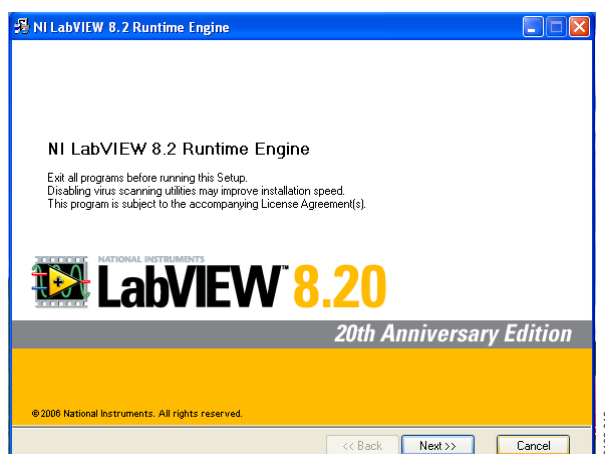 NI LabVIEW 8.2 Runtime Engine
NI LabVIEW 8.2 Runtime Engine
Exit all programs before running this Setup.
Disabling virus scanning utilities may improve installation speed.
This program is subject to the accompanying License Agreement(s).
NATIONAL INSTRUMENTS
LabVIEW™ 8.20
20th Anniversary Edition
©2006 National Instruments. All rights reserved.
<< Back Next >> Cancel